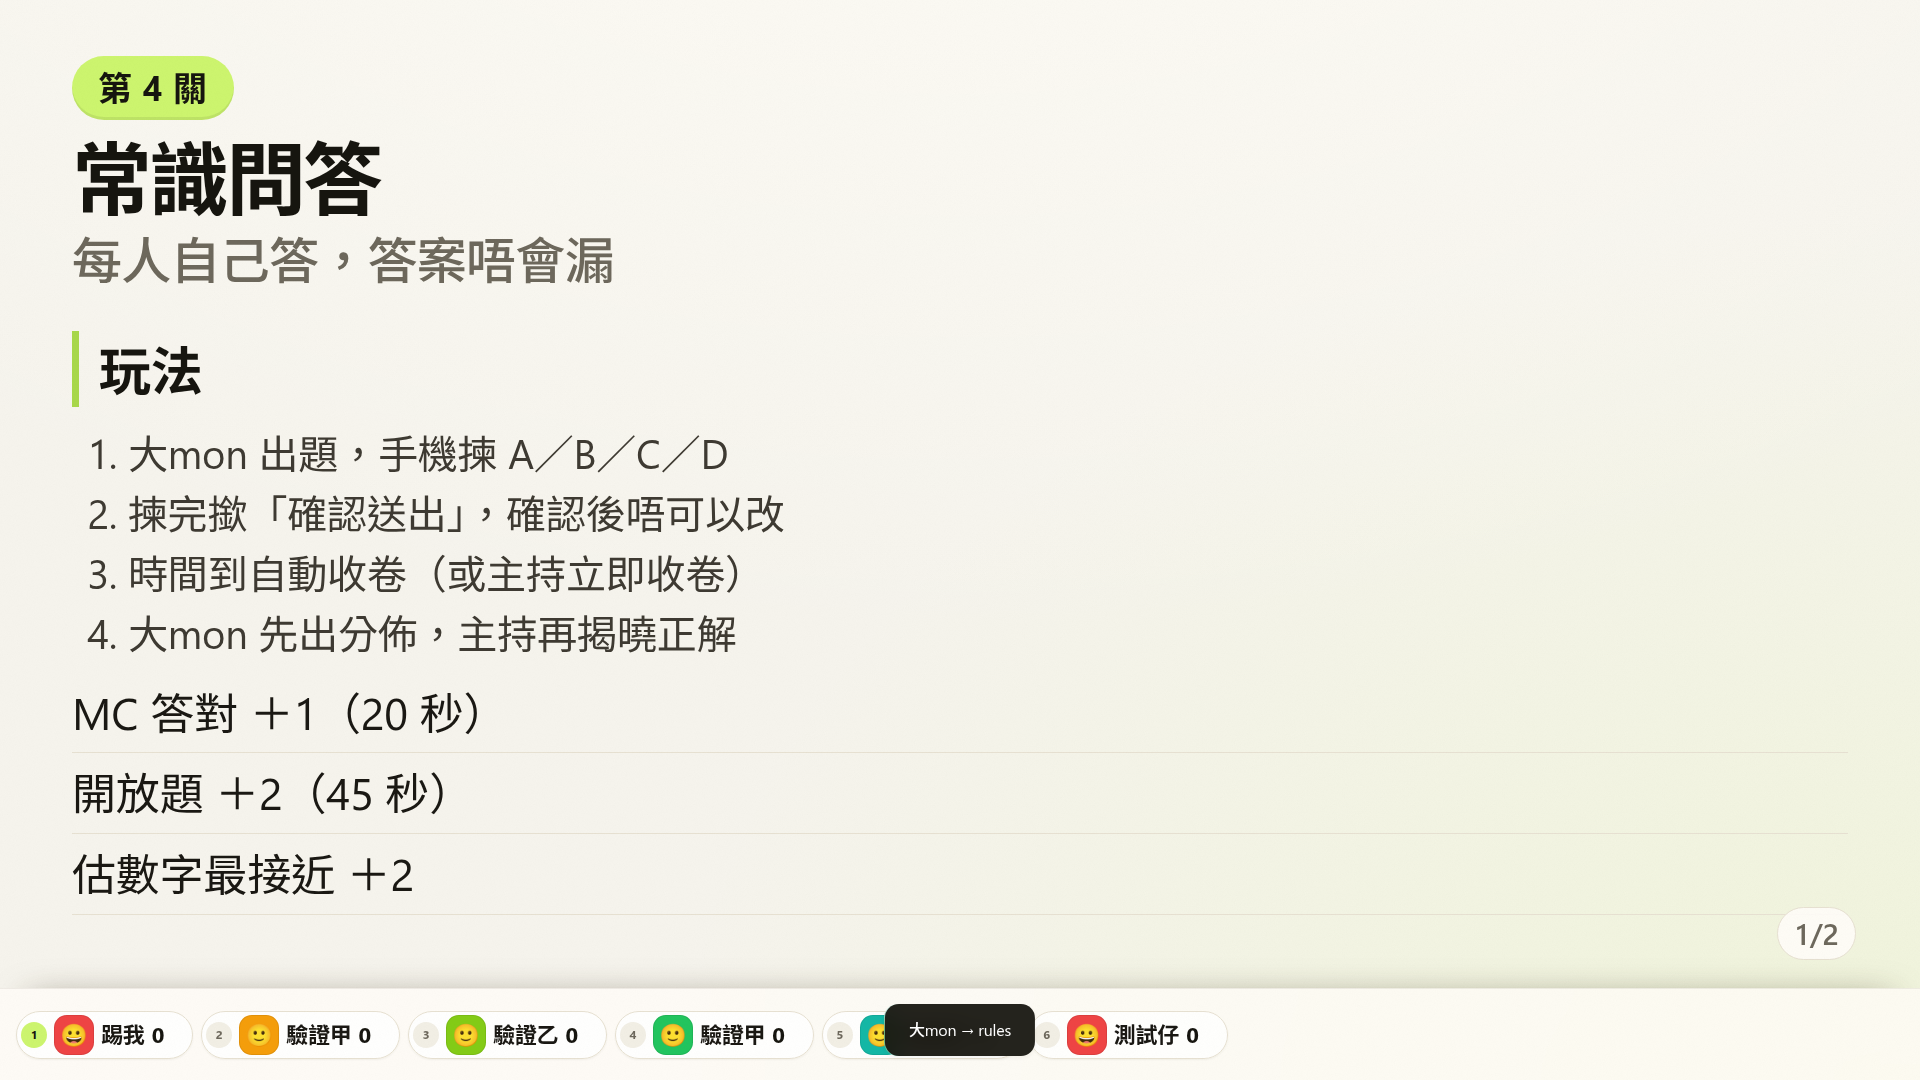 第 4 關
常識問答
每人自己答，答案唔會漏
玩法
1. 大mon 出題，手機揀 A／B／C／D
2. 揀完撳「確認送出」，確認後唔可以改
3. 時間到自動收卷（或主持立即收卷）
4. 大mon 先出分佈，主持再揭曉正解
MC 答對 ＋1（20 秒）
開放題 ＋2（45 秒）
估數字最接近 ＋2
1/2
1 踢我 0
2 驗證甲 0
3 驗證乙 0
4 驗證甲 0
5
大mon → rules
6 測試仔 0